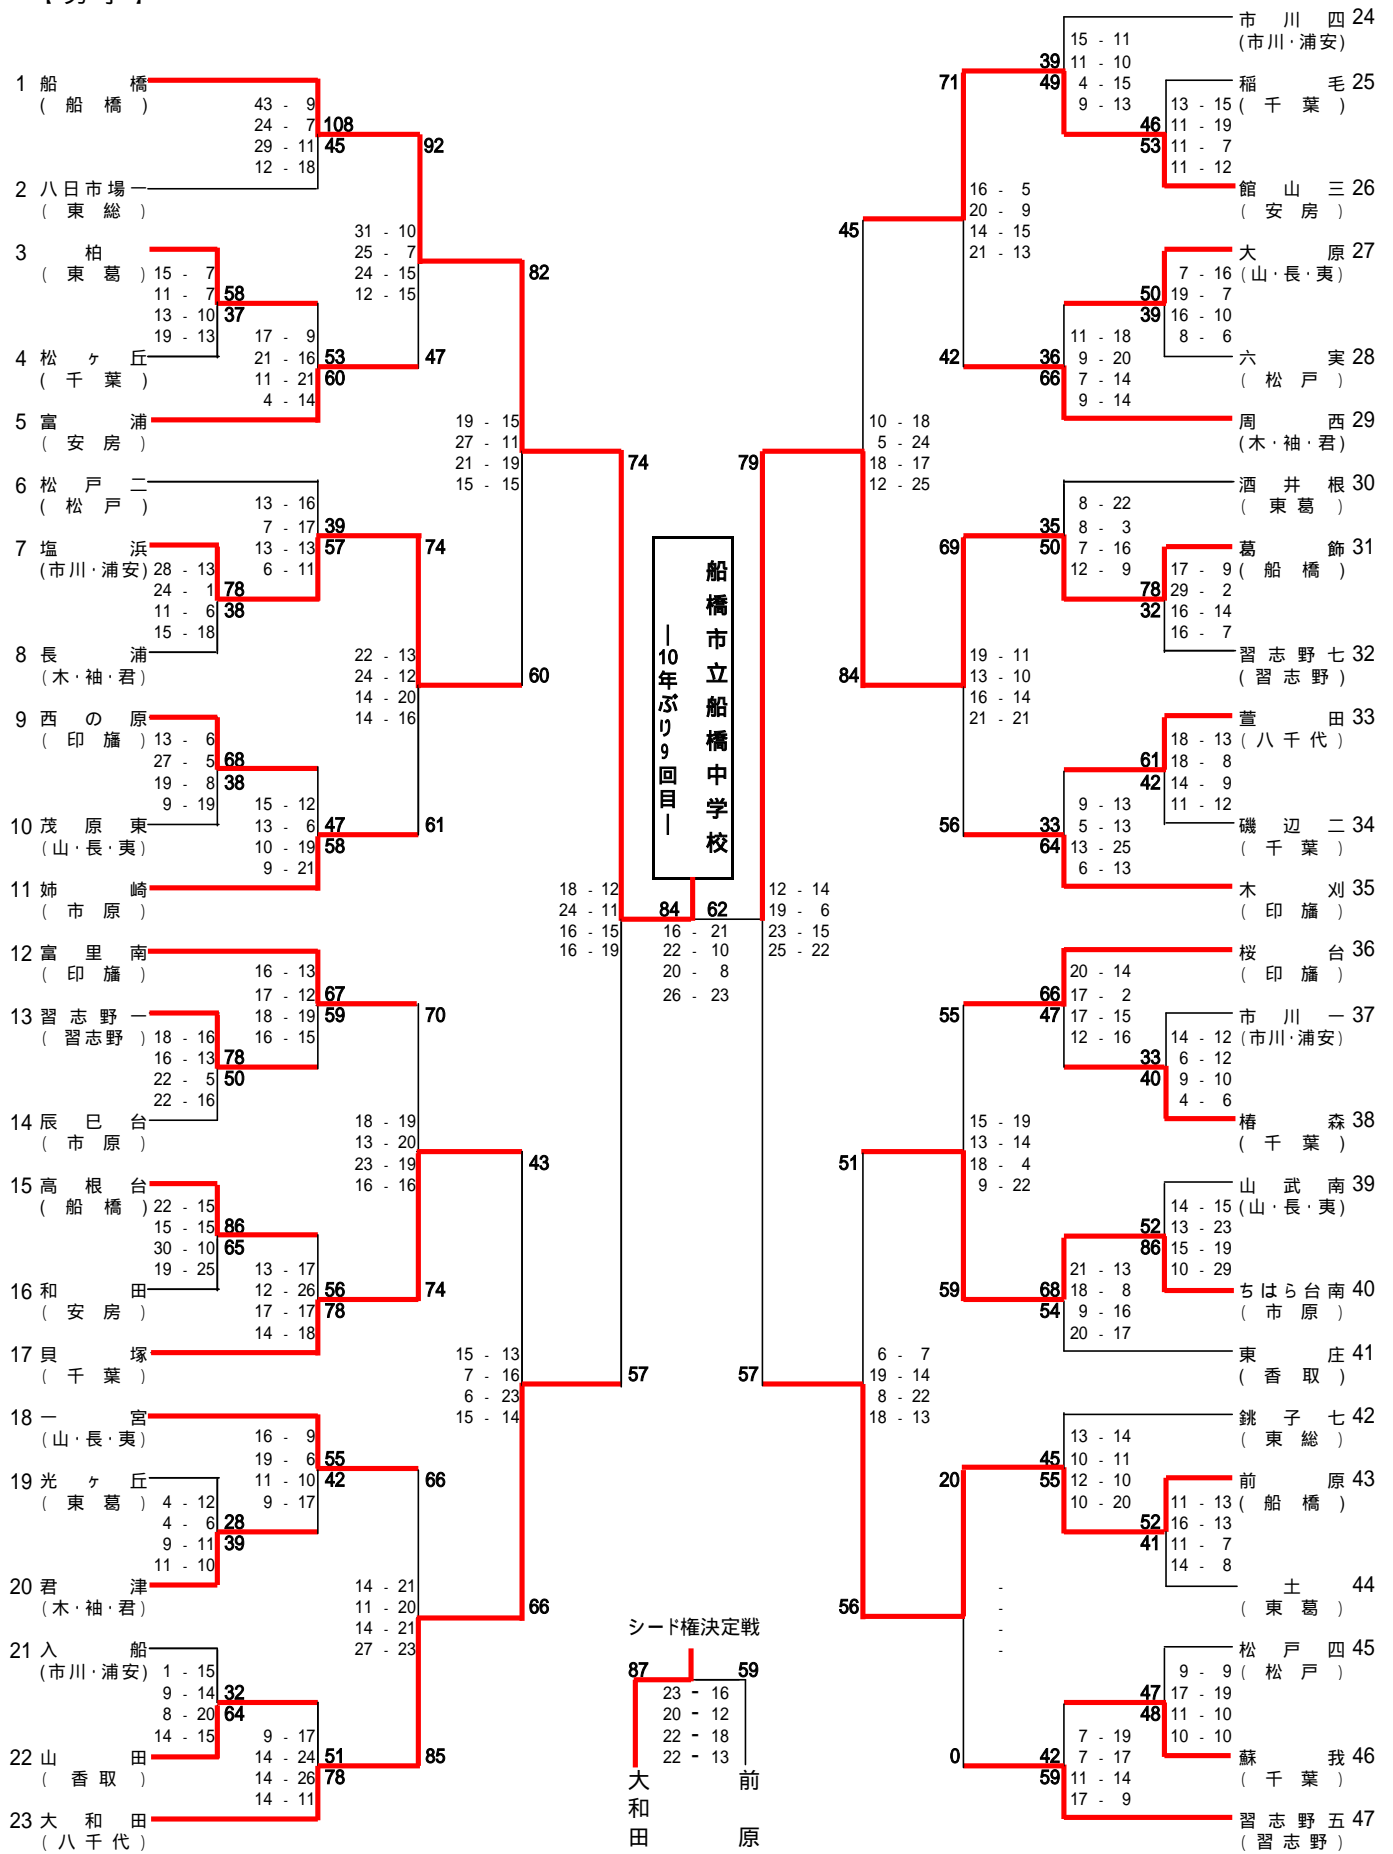 1 船橋
(船橋)
43 - 9
24 - 7
29 - 11
12 - 18
108
45
92
2 八日市場一
(東総)
3 柏
(東葛)
15 - 7
11 - 7
13 - 10
19 - 13
58
37
4 松ヶ丘
(千葉)
17 - 9
21 - 16
11 - 21
4 - 14
53
60
47
5 富浦
(安房)
31 - 10
25 - 7
24 - 15
12 - 15
82
6 松戸二
(松戸)
13 - 16
7 - 17
13 - 13
6 - 11
39
57
74
7 塩浜
(市川・浦安)
28 - 13
24 - 1
11 - 6
15 - 18
78
38
8 長浦
(木・袖・君)
22 - 13
24 - 12
14 - 20
14 - 16
60
9 西の原
(印旛)
13 - 6
27 - 5
19 - 8
9 - 19
68
38
10 茂原東
(山・長・夷)
15 - 12
13 - 6
10 - 19
9 - 21
47
58
61
11 姉崎
(市原)
19 - 15
27 - 11
21 - 19
15 - 15
74
12 富里南
(印旛)
16 - 13
17 - 12
18 - 19
16 - 15
67
59
70
13 習志野一
(習志野)
18 - 16
16 - 13
22 - 5
22 - 16
78
50
14 辰巳台
(市原)
18 - 19
13 - 20
23 - 19
16 - 16
43
15 高根台
(船橋)
22 - 15
15 - 15
30 - 10
19 - 25
86
65
16 和田
(安房)
13 - 17
12 - 26
17 - 17
14 - 18
56
78
74
17 貝塚
(千葉)
15 - 13
7 - 16
6 - 23
15 - 14
57
18 一宮
(山・長・夷)
16 - 9
19 - 6
11 - 10
9 - 17
55
42
66
19 光ヶ丘
(東葛)
4 - 12
4 - 6
9 - 11
11 - 10
28
39
20 君津
(木・袖・君)
14 - 21
11 - 20
14 - 21
27 - 23
66
21 入船
(市川・浦安)
1 - 15
9 - 14
8 - 20
14 - 15
32
64
22 山田
(香取)
9 - 17
14 - 24
14 - 26
14 - 11
51
78
85
23 大和田
(八千代)
18 - 12
24 - 11
16 - 15
16 - 19
船橋市立船橋中学校
―10年ぶり9回目―
84 62
16 - 21
22 - 10
20 - 8
26 - 23
12 - 14
19 - 6
23 - 15
25 - 22
シード権決定戦
87 59
23 - 16
20 - 12
22 - 18
22 - 13
大和田
前原
市川四 24
(市川・浦安)
15 - 11
11 - 10
4 - 15
9 - 13
39
49
71
稲毛 25
(千葉)
13 - 15
11 - 19
11 - 7
11 - 12
46
53
館山三 26
(安房)
16 - 5
20 - 9
14 - 15
21 - 13
45
大原 27
(山・長・夷)
7 - 16
19 - 7
16 - 10
8 - 6
50
39
六実 28
(松戸)
11 - 18
9 - 20
7 - 14
9 - 14
36
66
42
周西 29
(木・袖・君)
10 - 18
5 - 24
18 - 17
12 - 25
79
酒井根 30
(東葛)
8 - 22
8 - 3
7 - 16
12 - 9
35
50
69
葛飾 31
(船橋)
17 - 9
29 - 2
16 - 14
16 - 7
78
32
習志野七 32
(習志野)
19 - 11
13 - 10
16 - 14
21 - 21
84
萱田 33
(八千代)
18 - 13
18 - 8
14 - 9
11 - 12
61
42
磯辺二 34
(千葉)
9 - 13
5 - 13
13 - 25
6 - 13
33
64
56
木刈 35
(印旛)
桜台 36
(印旛)
20 - 14
17 - 2
17 - 15
12 - 16
66
47
55
市川一 37
(市川・浦安)
14 - 12
6 - 12
9 - 10
4 - 6
33
40
椿森 38
(千葉)
15 - 19
13 - 14
18 - 4
9 - 22
51
山武南 39
(山・長・夷)
14 - 15
13 - 23
15 - 19
10 - 29
52
86
ちはら台南 40
(市原)
21 - 13
18 - 8
9 - 16
20 - 17
68
54
59
東庄 41
(香取)
6 - 7
19 - 14
8 - 22
18 - 13
57
銚子七 42
(東総)
13 - 14
10 - 11
12 - 10
10 - 20
45
55
20
前原 43
(船橋)
11 - 13
16 - 13
11 - 7
14 - 8
52
41
土 44
(東葛)
-
-
-
-
56
松戸四 45
(松戸)
9 - 9
17 - 19
11 - 10
10 - 10
47
48
蘇我 46
(千葉)
7 - 19
7 - 17
11 - 14
17 - 9
42
59
0
習志野五 47
(習志野)